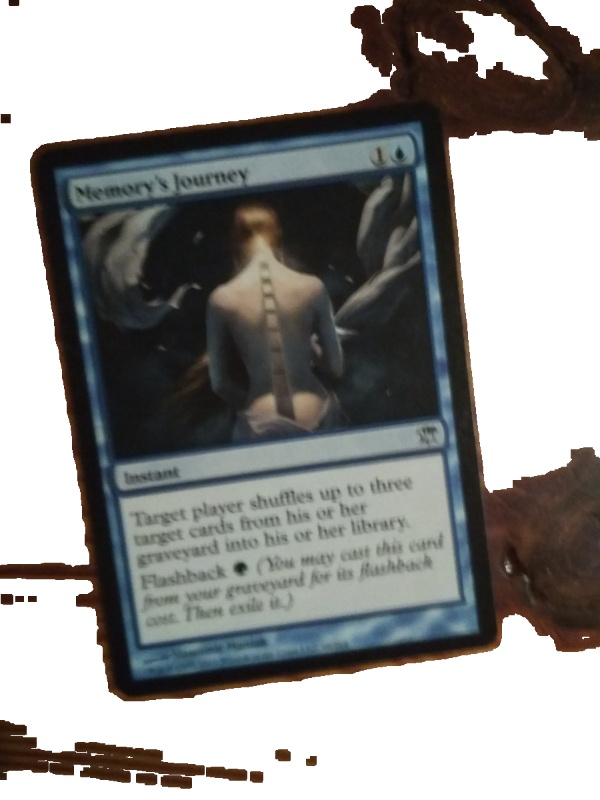 Memory's Journey
1
Instant
Target player shuffles up to three
target cards from his or her
graveyard into his or her library.
Flashback (You may cast this card
from your graveyard for its flashback
cost. Then exile it.)